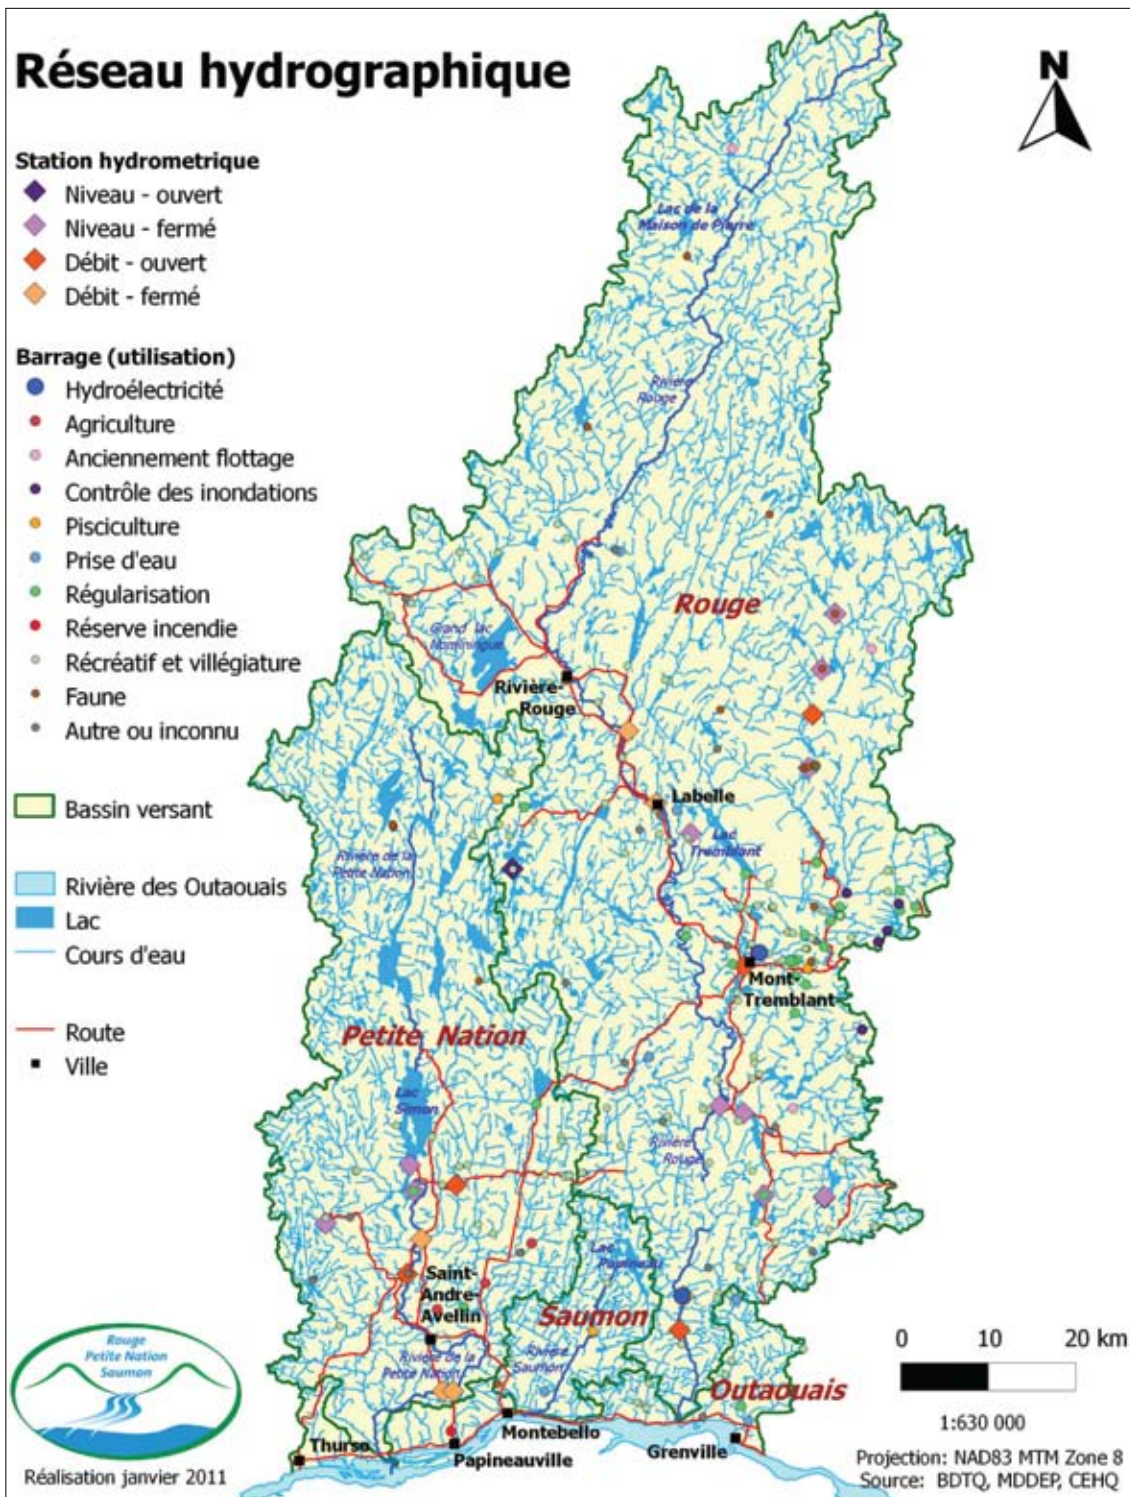 Réseau hydrographique
N
Station hydrometrique
Niveau - ouvert
Niveau - fermé
Débit - ouvert
Débit - fermé
Barrage (utilisation)
Hydroélectricité
Agriculture
Anciennement flottage
Contrôle des inondations
Pisciculture
Prise d'eau
Régularisation
Réserve incendie
Récréatif et villégiature
Faune
Autre ou inconnu
Bassin versant
Rivière des Outaouais
Lac
Cours d'eau
Route
Ville
Lac de la
Maison de Pierre
Rivière
Rouge
Rouge
Grand lac
Nominingue
Rivière-
Rouge
Labelle
Lac
Tremblant
Rivière de la
Petite Nation
Mont-
Tremblant
Petite Nation
Lac
Simon
Rivière
Rouge
Lac
Papineau
Saint-
Andre-
Avellin
Saumon
Rivière
Saumon
Rivière de la
Petite Nation
Outaouais
Montebello
Thurso
Papineauville
Grenville
0 10 20 km
1:630 000
Projection: NAD83 MTM Zone 8
Source: BDTQ, MDDEP, CEHQ
Rouge
Petite Nation
Saumon
Réalisation janvier 2011